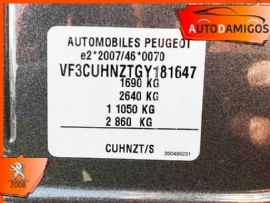 AUTODAMIGOS
AUTOMOBILES PEUGEOT
e2*2007/46*0070
VF3CUHNZTGY181647
1690 KG
2640 KG
1 1050 KG
2 860 KG
CUHNZT/S
2008